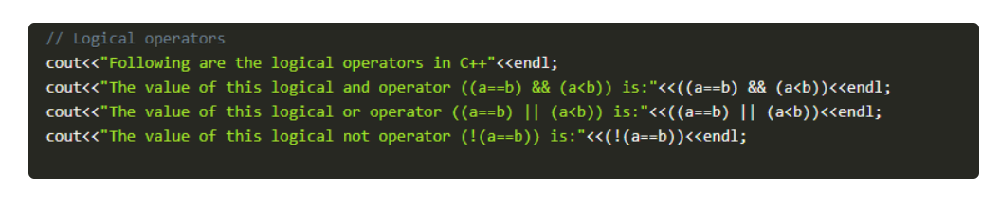 // Logical operators
cout<<"Following are the logical operators in C++"<<endl;
cout<<"The value of this logical and operator ((a==b) && (a<b)) is:"<<((a==b) && (a<b))<<endl;
cout<<"The value of this logical or operator ((a==b) || (a<b)) is:"<<((a==b) || (a<b))<<endl;
cout<<"The value of this logical not operator (!(a==b)) is:"<<(!(a==b))<<endl;